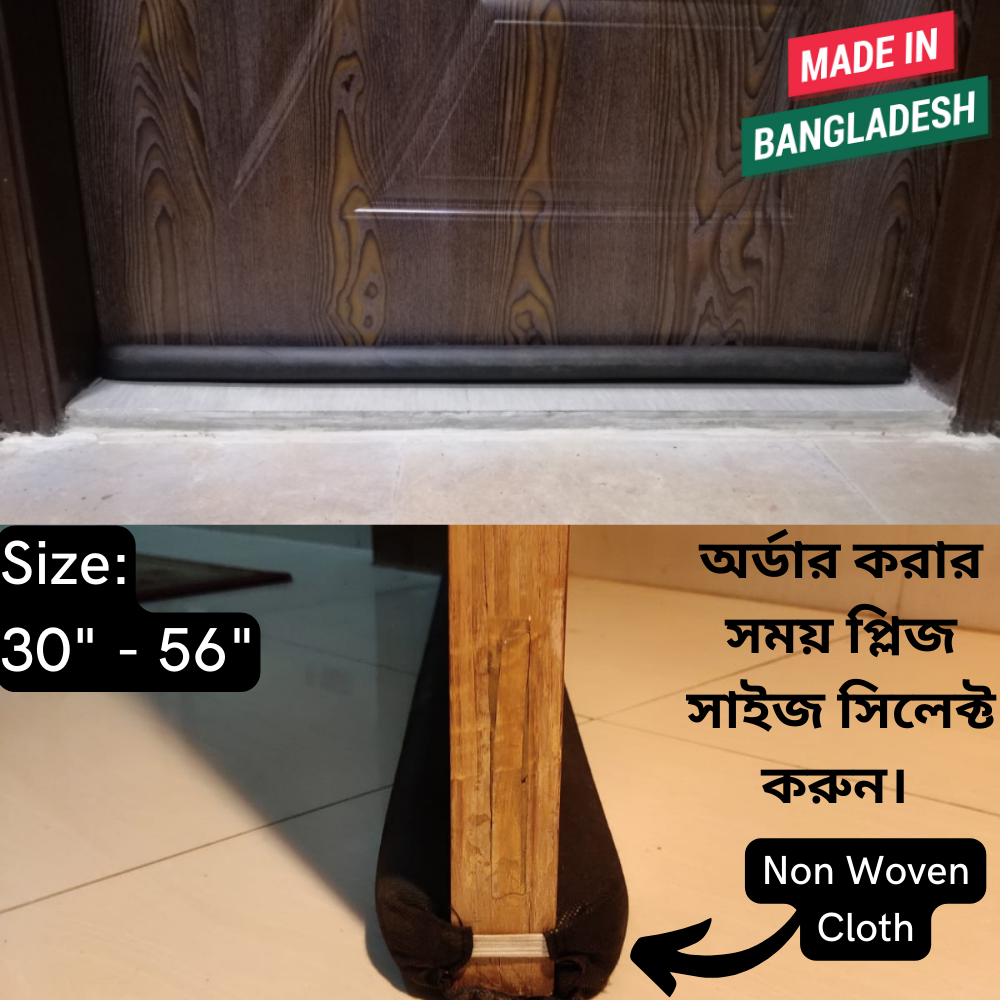 MADE IN
BANGLADESH
Size:
30" - 56"
অর্ডার করার
সময় প্লিজ
সাইজ সিলেক্ট
করুন।
Non Woven
Cloth